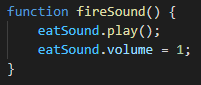 function fireSound() {
    eatSound.play();
    eatSound.volume = 1;
}